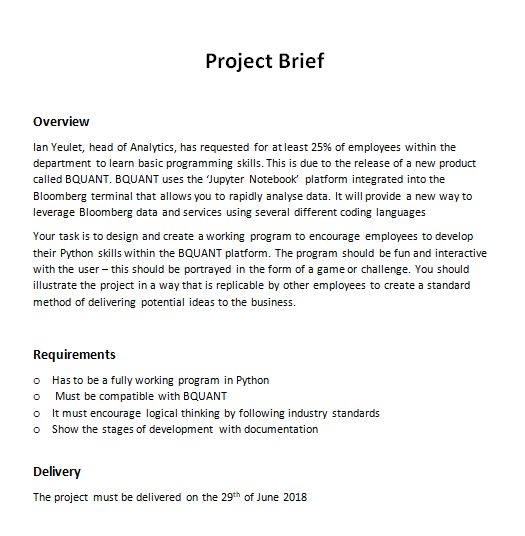 Project Brief
Overview
Ian Yeulet, head of Analytics, has requested for at least 25% of employees within the
department to learn basic programming skills. This is due to the release of a new product
called BQUANT. BQUANT uses the ‘Jupyter Notebook’ platform integrated into the
Bloomberg terminal that allows you to rapidly analyse data. It will provide a new way to
leverage Bloomberg data and services using several different coding languages
Your task is to design and create a working program to encourage employees to develop
their Python skills within the BQUANT platform. The program should be fun and interactive
with the user – this should be portrayed in the form of a game or challenge. You should
illustrate the project in a way that is replicable by other employees to create a standard
method of delivering potential ideas to the business.
Requirements
o Has to be a fully working program in Python
o Must be compatible with BQUANT
o It must encourage logical thinking by following industry standards
o Show the stages of development with documentation
Delivery
The project must be delivered on the 29th of June 2018